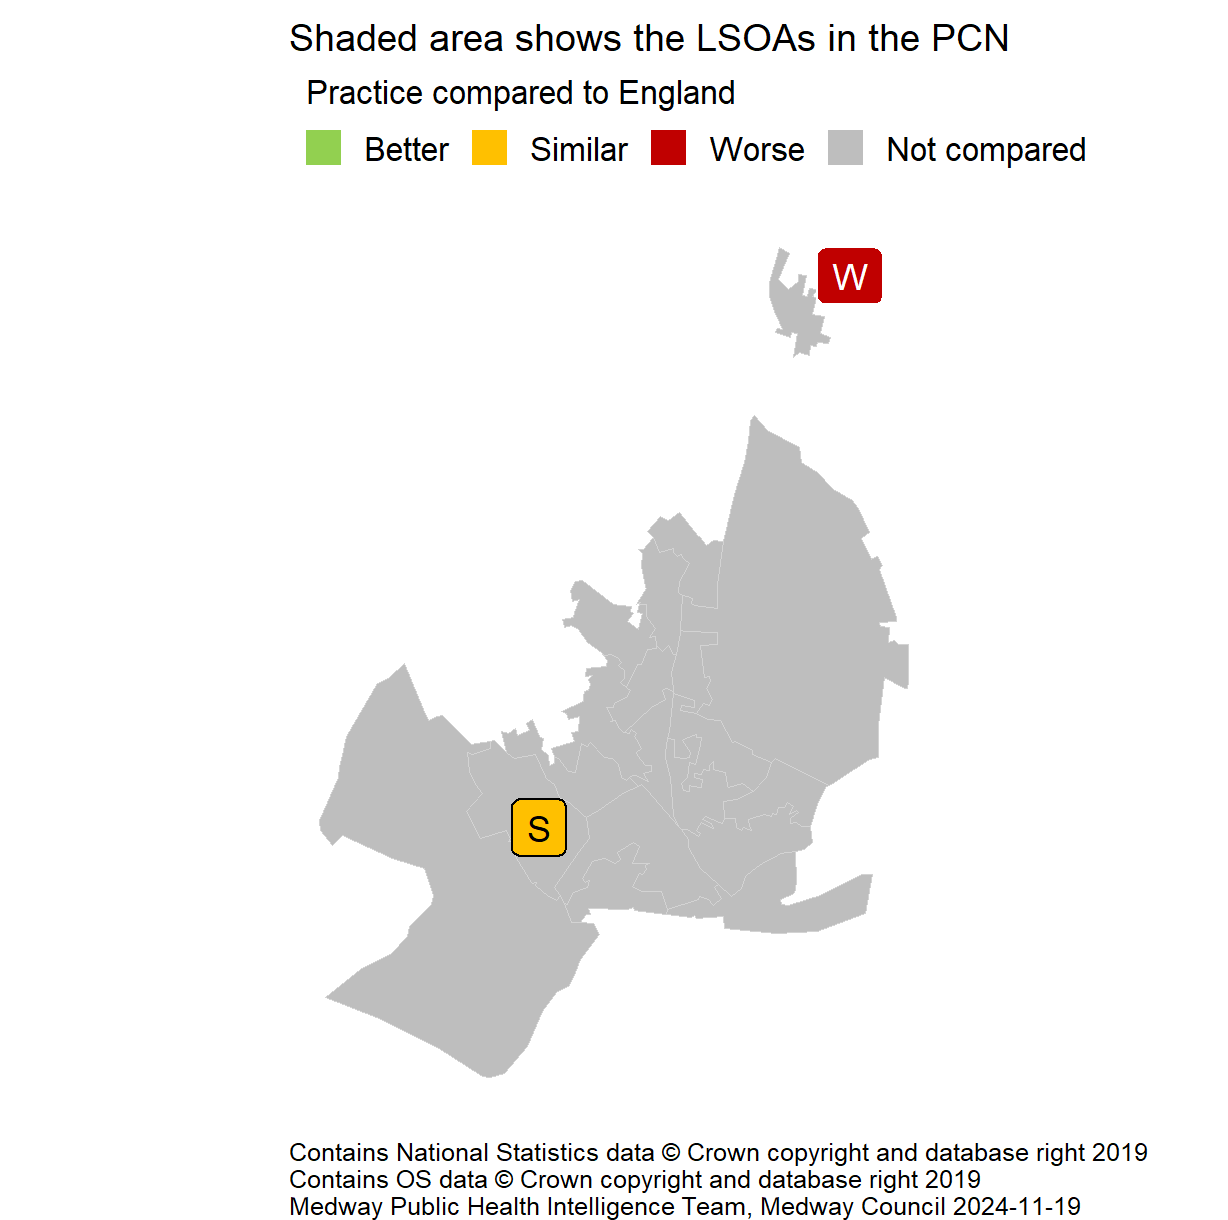 Shaded area shows the LSOAs in the PCN
Practice compared to England
Better Similar Worse Not compared
W
S
Contains National Statistics data © Crown copyright and database right 2019
Contains OS data © Crown copyright and database right 2019
Medway Public Health Intelligence Team, Medway Council 2024-11-19